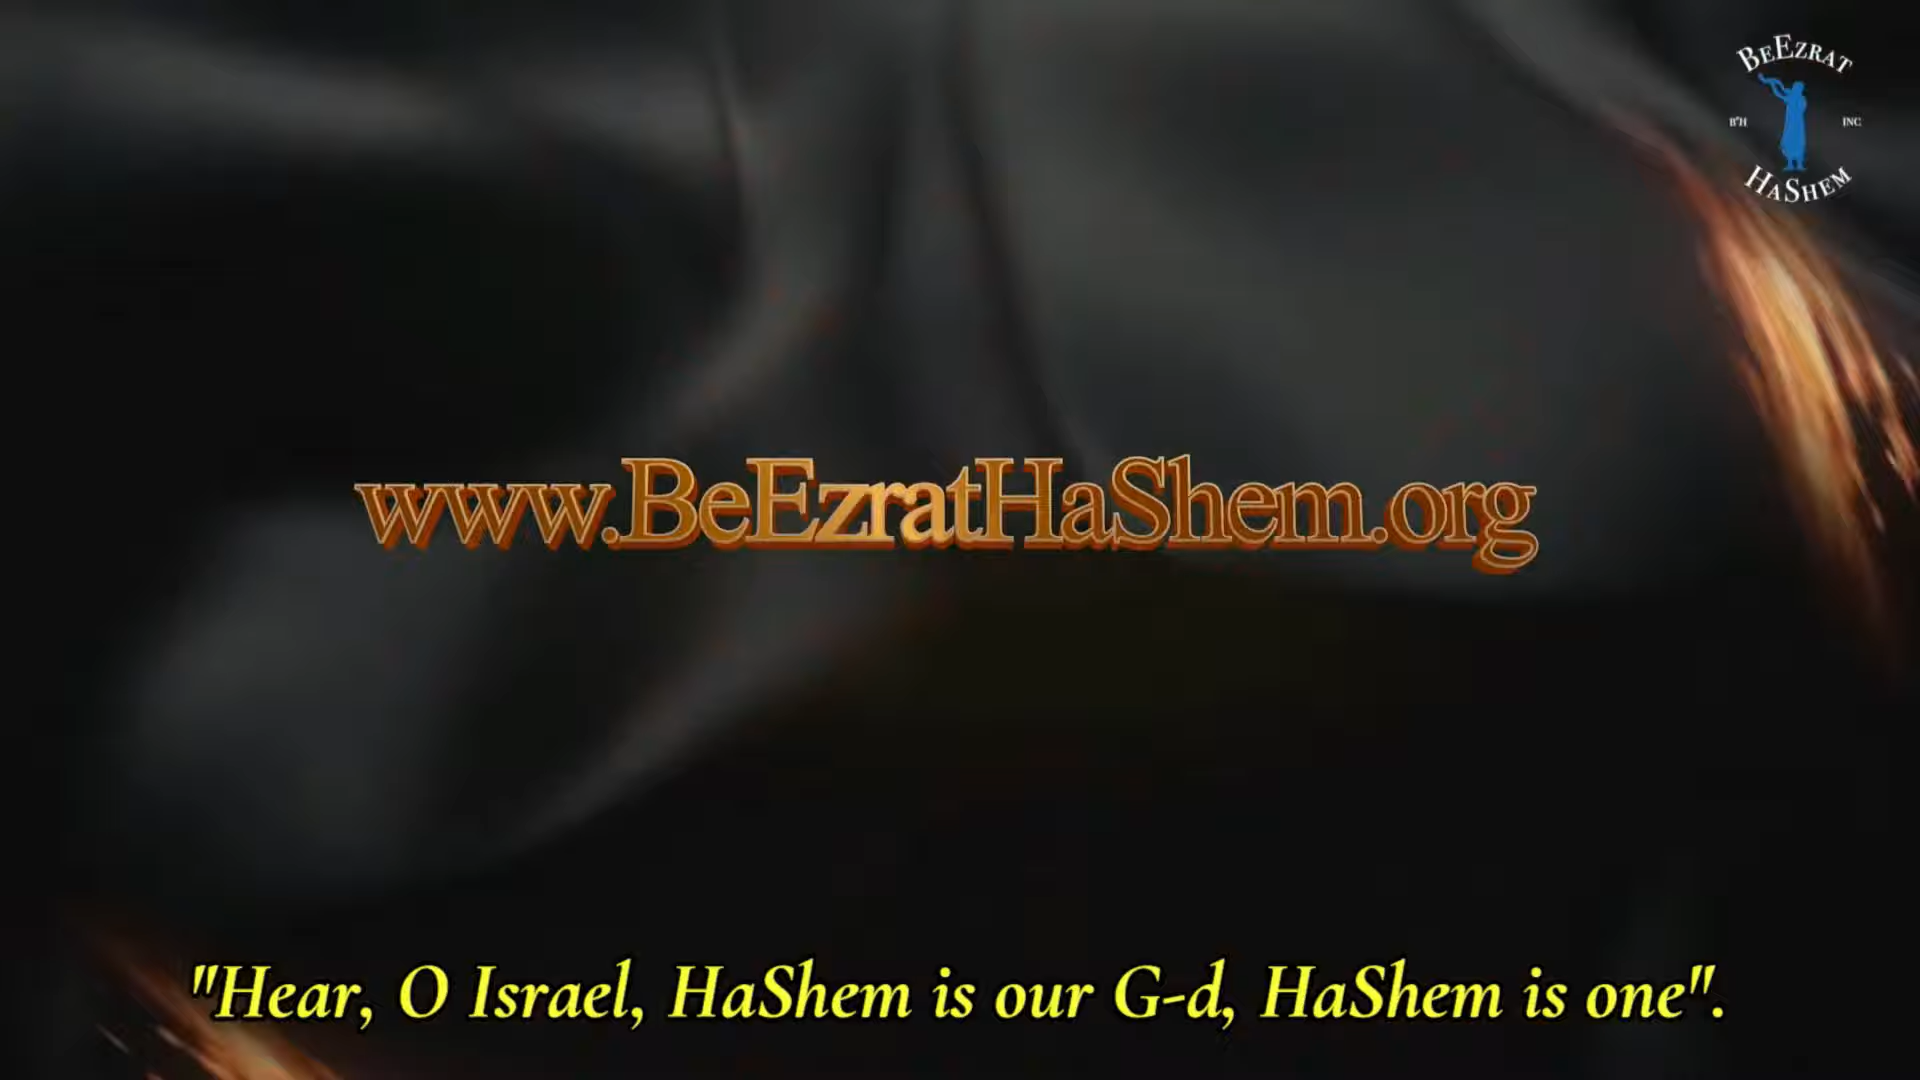 BEEZRAT
B"H INC
HASHEM
www.BeEzratHaShem.org
"Hear, O Israel, HaShem is our G-d, HaShem is one".